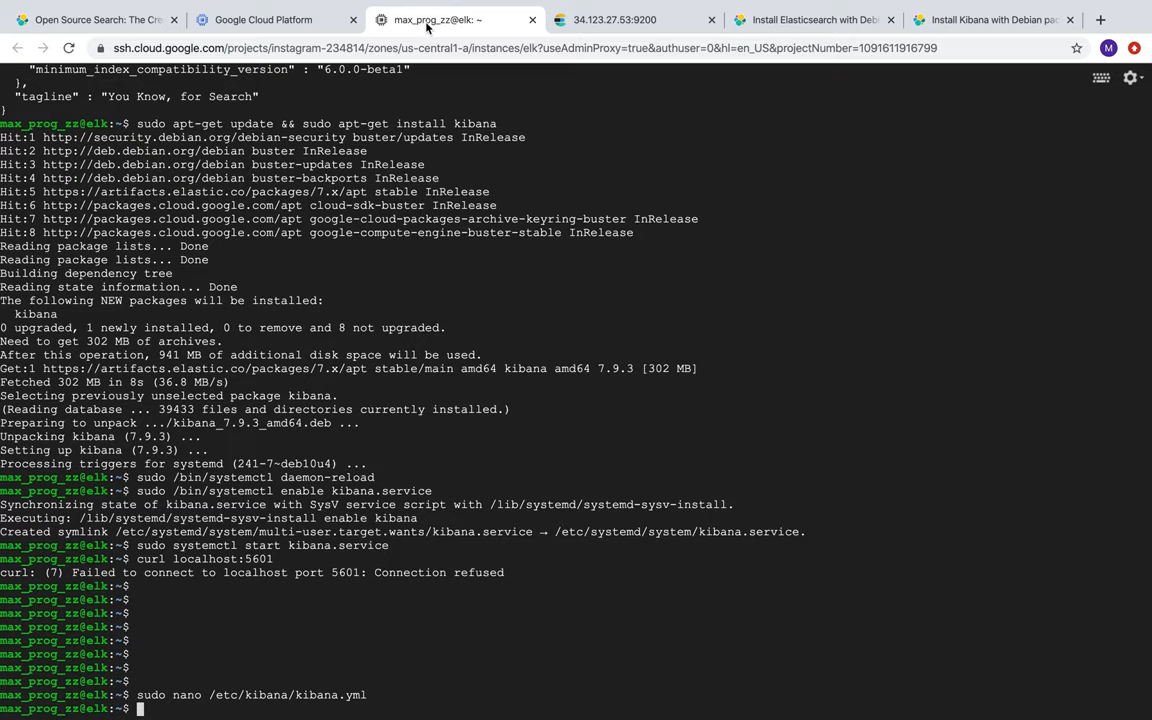 Open Source Search: The Cre
Google Cloud Platform
max_prog_zz@elk: ~
34.123.27.53:9200
Install Elasticsearch with Debi
Install Kibana with Debian pac
ssh.cloud.google.com/projects/instagram-234814/zones/us-central1-a/instances/elk?useAdminProxy=true&authuser=0&hl=en_US&projectNumber=1091611916799
M
"minimum_index_compatibility_version" : "6.0.0-beta1"
},
"tagline" : "You Know, for Search"
}
max_prog_zz@elk:~$ sudo apt-get update && sudo apt-get install kibana
Hit:1 http://security.debian.org/debian-security buster/updates InRelease
Hit:2 http://deb.debian.org/debian buster InRelease
Hit:3 http://deb.debian.org/debian buster-updates InRelease
Hit:4 http://deb.debian.org/debian buster-backports InRelease
Hit:5 https://artifacts.elastic.co/packages/7.x/apt stable InRelease
Hit:6 http://packages.cloud.google.com/apt cloud-sdk-buster InRelease
Hit:7 http://packages.cloud.google.com/apt google-cloud-packages-archive-keyring-buster InRelease
Hit:8 http://packages.cloud.google.com/apt google-compute-engine-buster-stable InRelease
Reading package lists... Done
Reading package lists... Done
Building dependency tree
Reading state information... Done
The following NEW packages will be installed:
kibana
0 upgraded, 1 newly installed, 0 to remove and 8 not upgraded.
Need to get 302 MB of archives.
After this operation, 941 MB of additional disk space will be used.
Get:1 https://artifacts.elastic.co/packages/7.x/apt stable/main amd64 kibana amd64 7.9.3 [302 MB]
Fetched 302 MB in 8s (36.8 MB/s)
Selecting previously unselected package kibana.
(Reading database ... 39433 files and directories currently installed.)
Preparing to unpack .../kibana_7.9.3_amd64.deb ...
Unpacking kibana (7.9.3) ...
Setting up kibana (7.9.3) ...
Processing triggers for systemd (241-7~deb10u4) ...
max_prog_zz@elk:~$ sudo /bin/systemctl daemon-reload
max_prog_zz@elk:~$ sudo /bin/systemctl enable kibana.service
Synchronizing state of kibana.service with SysV service script with /lib/systemd/systemd-sysv-install.
Executing: /lib/systemd/systemd-sysv-install enable kibana
Created symlink /etc/systemd/system/multi-user.target.wants/kibana.service → /etc/systemd/system/kibana.service.
max_prog_zz@elk:~$ sudo systemctl start kibana.service
max_prog_zz@elk:~$ curl localhost:5601
curl: (7) Failed to connect to localhost port 5601: Connection refused
max_prog_zz@elk:~$
max_prog_zz@elk:~$
max_prog_zz@elk:~$
max_prog_zz@elk:~$
max_prog_zz@elk:~$
max_prog_zz@elk:~$
max_prog_zz@elk:~$
max_prog_zz@elk:~$
max_prog_zz@elk:~$ sudo nano /etc/kibana/kibana.yml
max_prog_zz@elk:~$